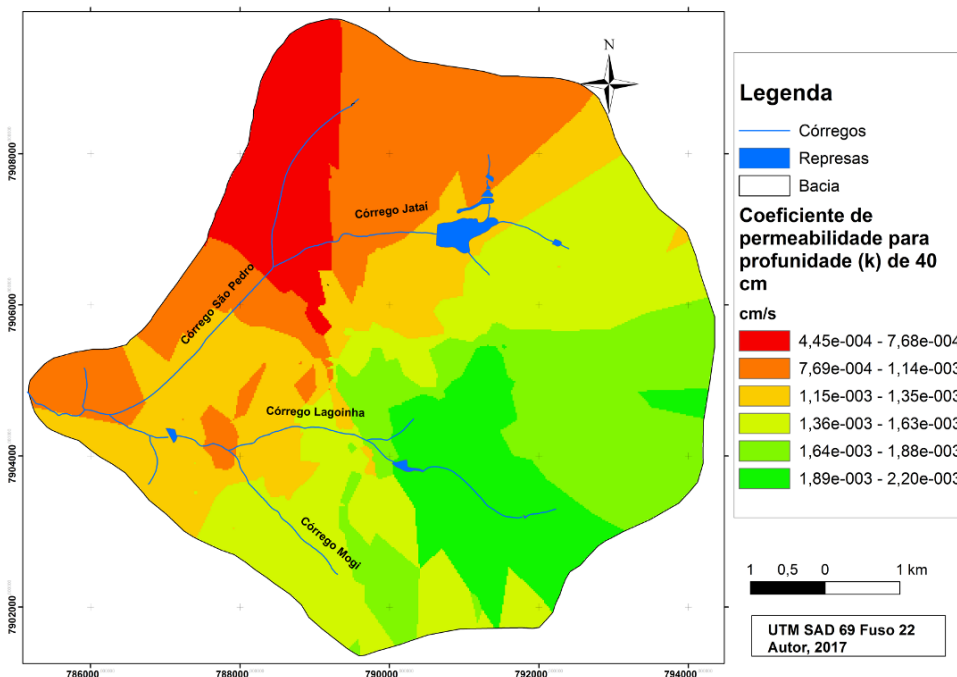 N
Legenda
Córregos
Represas
Bacia
Coeficiente de
permeabilidade para
profunidade (k) de 40
cm
cm/s
4,45e-004 - 7,68e-004
7,69e-004 - 1,14e-003
1,15e-003 - 1,35e-003
1,36e-003 - 1,63e-003
1,64e-003 - 1,88e-003
1,89e-003 - 2,20e-003
Córrego Jataí
Córrego São Pedro
Córrego Lagoinha
Córrego Mogi
7908000
7906000
7904000
7902000
786000
788000
790000
792000
794000
1 0,5 0 1 km
UTM SAD 69 Fuso 22
Autor, 2017